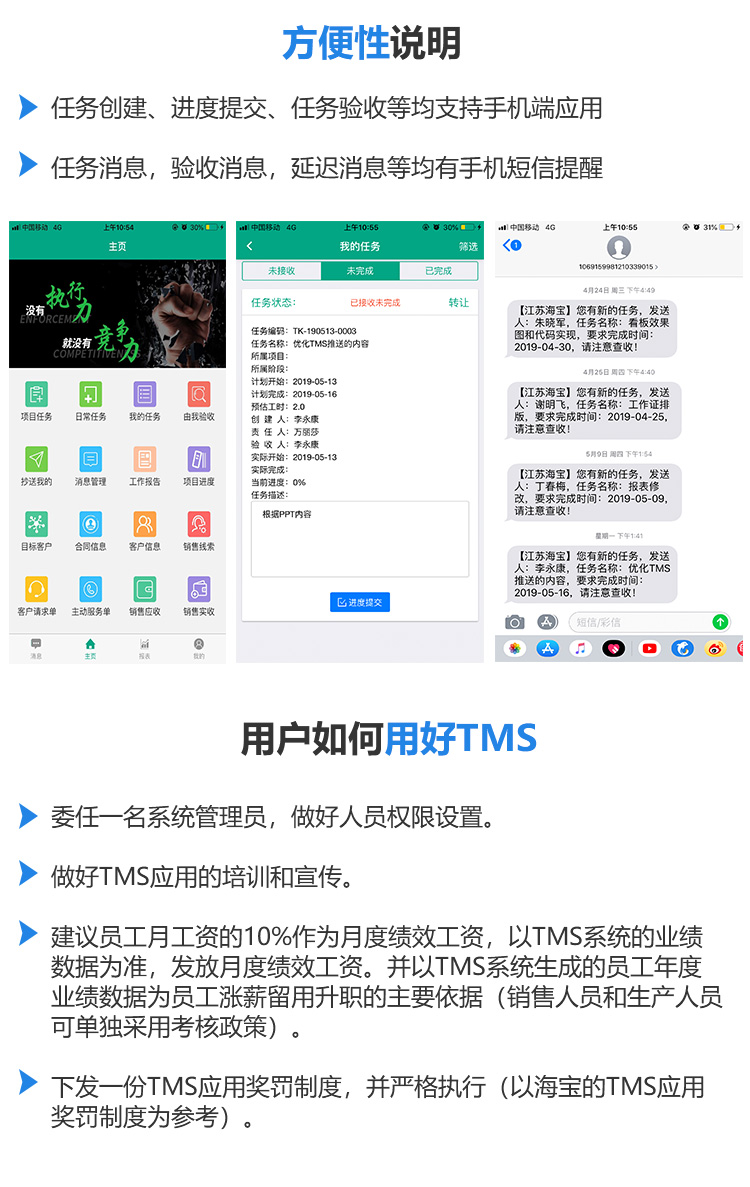 方便性说明
任务创建、进度提交、任务验收等均支持手机端应用
任务消息，验收消息，延迟消息等均有手机短信提醒
中国移动 4G 上午10:54 30%
主页
没有执行力
ENFORCEMENT
就没有竞争力
COMPETITIVENESS
项目任务 日常任务 我的任务 由我验收
抄送我的 消息管理 工作报告 项目进度
目标客户 合同信息 客户信息 销售线索
客户请求单 主动服务单 销售应收 销售实收
消息 主页 报表 我的
中国移动 4G 上午10:55 30%
我的任务 筛选
未接收 未完成 已完成
任务状态： 已接收未完成 转让
任务编码：TK-190513-0003
任务名称：优化TMS推送的内容
所属项目：
所属阶段：
计划开始：2019-05-13
计划完成：2019-05-16
预估工时：2.0
创 建 人：李永康
责 任 人：万丽莎
验 收 人：李永康
实际开始：2019-05-13
实际完成：
当前进度：0%
任务描述：
根据PPT内容
进度提交
中国移动 4G 上午10:55 31%
1
1069159981210339015 >
4月24日 周三 下午4:49
【江苏海宝】您有新的任务，发送
人：朱晓军，任务名称：看板效果
图和代码实现，要求完成时间：
2019-04-30，请注意查收！
4月25日 周四 下午4:40
【江苏海宝】您有新的任务，发送
人：谢明飞，任务名称：工作证排
版，要求完成时间：2019-04-25，
请注意查收！
5月9日 周四 下午1:54
【江苏海宝】您有新的任务，发送
人：丁春梅，任务名称：报表修
改，要求完成时间：2019-05-09，
请注意查收！
星期一 下午1:41
【江苏海宝】您有新的任务，发送
人：李永康，任务名称：优化TMS
推送的内容，要求完成时间：
2019-05-16，请注意查收！
短信/彩信
用户如何用好TMS
委任一名系统管理员，做好人员权限设置。
做好TMS应用的培训和宣传。
建议员工月工资的10%作为月度绩效工资，以TMS系统的业绩
数据为准，发放月度绩效工资。并以TMS系统生成的员工年度
业绩数据为员工涨薪留用升职的主要依据（销售人员和生产人员
可单独采用考核政策）。
下发一份TMS应用奖罚制度，并严格执行（以海宝的TMS应用
奖罚制度为参考）。